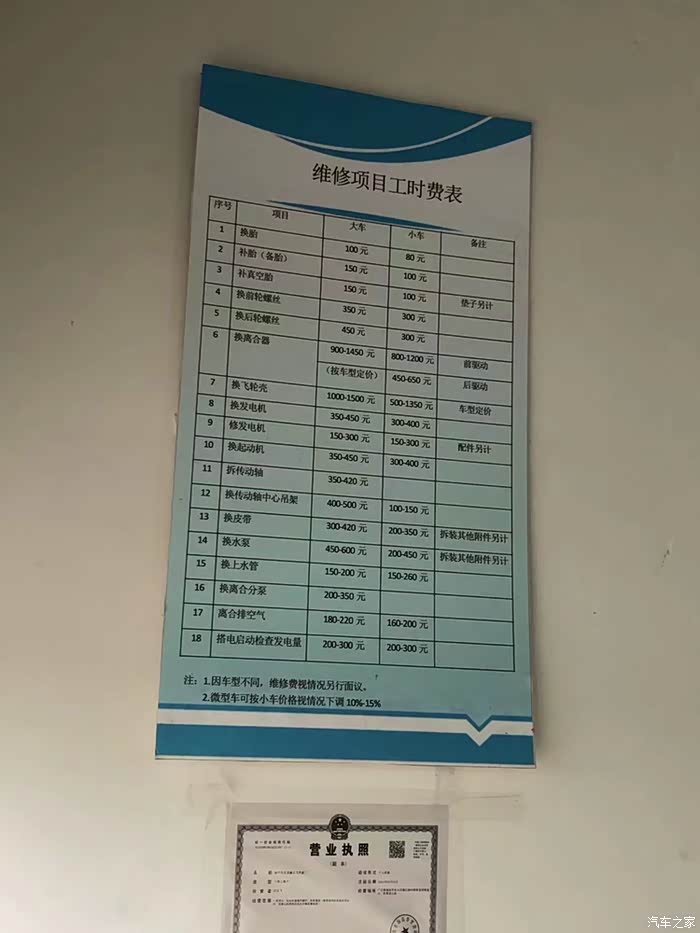 维修项目工时费表
序号 项目 大车 小车 备注
1 换胎 100元 80元
2 补胎（备胎） 150元 100元
3 补真空胎 150元 100元 垫子另计
4 换前轮螺丝 350元 300元
5 换后轮螺丝 450元 300元
6 换离合器 900-1450元 800-1200元 前驱动
（按车型定价） 450-650元 后驱动
7 换飞轮壳 1000-1500元 500-1350元 车型定价
8 换发电机 350-450元 300-400元
9 修发电机 150-300元 150-300元 配件另计
10 换起动机 350-450元 300-400元
11 拆传动轴 350-420元
12 换传动轴中心吊架 400-500元 100-150元
13 换皮带 300-420元 200-350元 拆装其他附件另计
14 换水泵 450-600元 200-450元 拆装其他附件另计
15 换上水管 150-200元 150-260元
16 换离合分泵 200-350元
17 离合排空气 180-220元 160-200元
18 搭电启动检查发电量 200-300元 200-300元
注：1.因车型不同，维修费视情况另行面议。
2.微型车可按小车价格视情况下调10%-15%
营业执照
（副本）
汽车之家